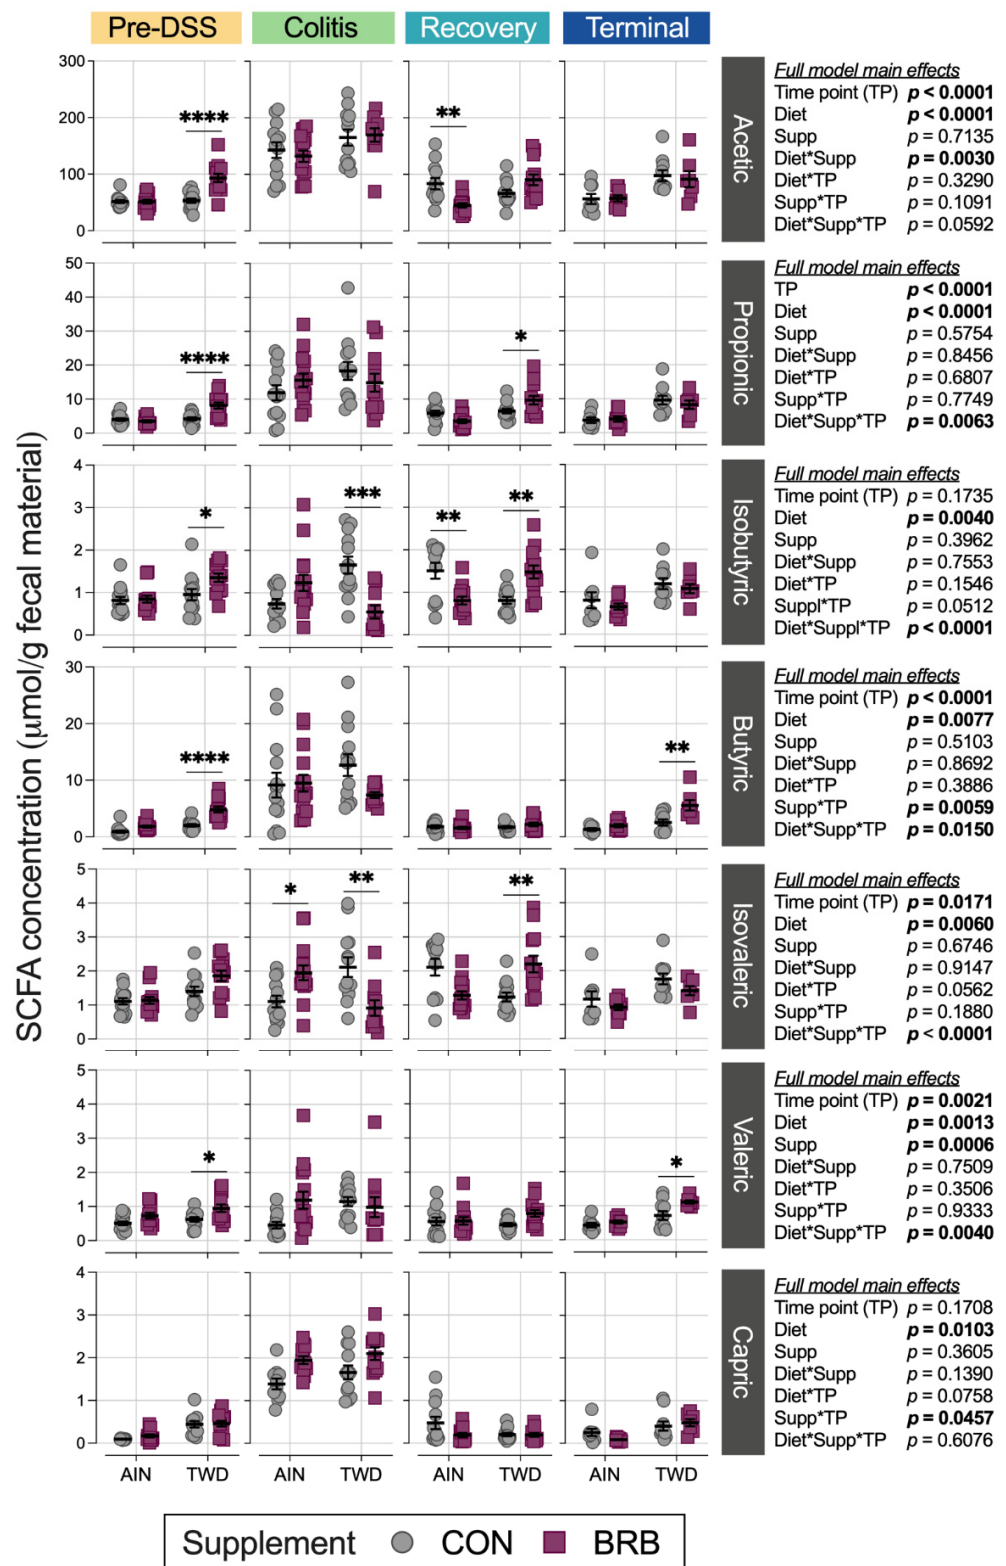 Pre-DSS Colitis Recovery Terminal
SCFA concentration (μmol/g fecal material)
300
200
100
0
****
**
Acetic
Full model main effects
Time point (TP) p < 0.0001
Diet p < 0.0001
Supp p = 0.7135
Diet*Supp p = 0.0030
Diet*TP p = 0.3290
Supp*TP p = 0.1091
Diet*Supp*TP p = 0.0592
50
40
30
20
10
0
****
*
Propionic
Full model main effects
TP p < 0.0001
Diet p < 0.0001
Supp p = 0.5754
Diet*Supp p = 0.8456
Diet*TP p = 0.6807
Supp*TP p = 0.7749
Diet*Supp*TP p = 0.0063
4
3
2
1
0
*
***
**
**
Isobutyric
Full model main effects
Time point (TP) p = 0.1735
Diet p = 0.0040
Supp p = 0.3962
Diet*Supp p = 0.7553
Diet*TP p = 0.1546
Suppl*TP p = 0.0512
Diet*Suppl*TP p < 0.0001
30
20
10
0
****
**
Butyric
Full model main effects
Time point (TP) p < 0.0001
Diet p = 0.0077
Supp p = 0.5103
Diet*Supp p = 0.8692
Diet*TP p = 0.3886
Supp*TP p = 0.0059
Diet*Supp*TP p = 0.0150
5
4
3
2
1
0
*
**
**
Isovaleric
Full model main effects
Time point (TP) p = 0.0171
Diet p = 0.0060
Supp p = 0.6746
Diet*Supp p = 0.9147
Diet*TP p = 0.0562
Supp*TP p = 0.1880
Diet*Supp*TP p < 0.0001
5
4
3
2
1
0
*
*
Valeric
Full model main effects
Time point (TP) p = 0.0021
Diet p = 0.0013
Supp p = 0.0006
Diet*Supp p = 0.7509
Diet*TP p = 0.3506
Supp*TP p = 0.9333
Diet*Supp*TP p = 0.0040
4
3
2
1
0
Capric
Full model main effects
Time point (TP) p = 0.1708
Diet p = 0.0103
Supp p = 0.3605
Diet*Supp p = 0.1390
Diet*TP p = 0.0758
Supp*TP p = 0.0457
Diet*Supp*TP p = 0.6076
AIN TWD AIN TWD AIN TWD AIN TWD
Supplement CON BRB